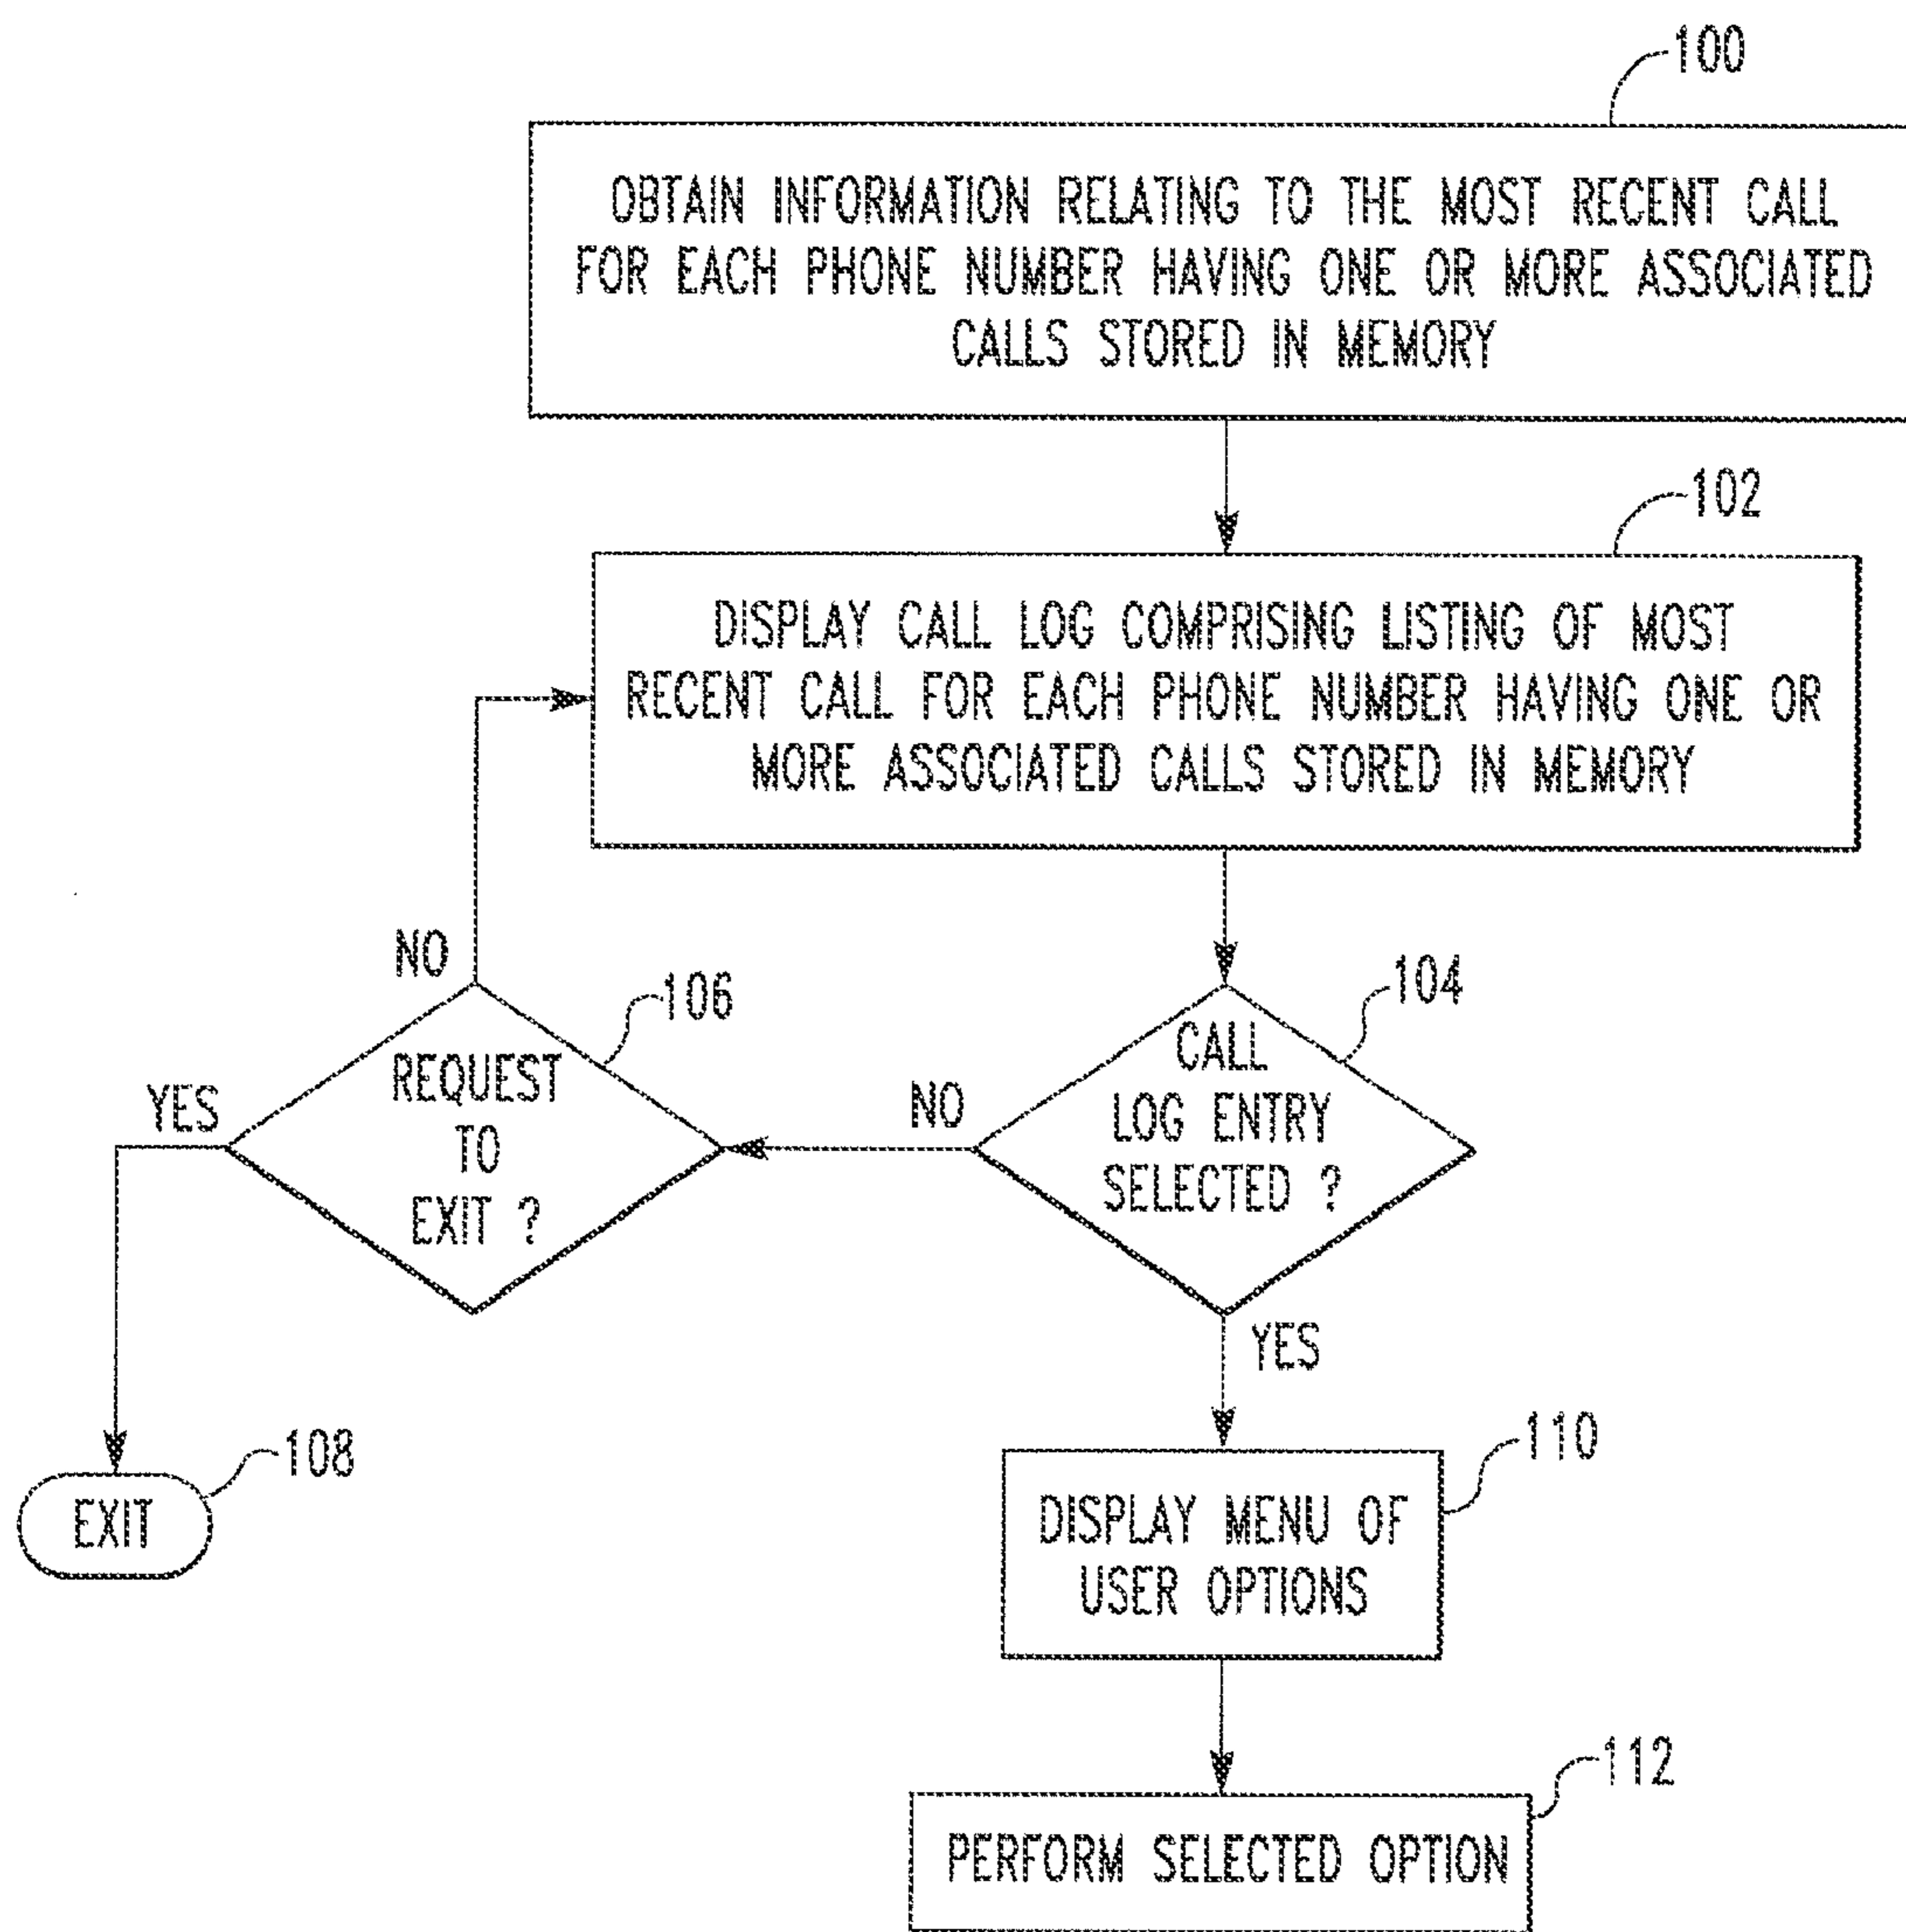 100
OBTAIN INFORMATION RELATING TO THE MOST RECENT CALL
FOR EACH PHONE NUMBER HAVING ONE OR MORE ASSOCIATED
CALLS STORED IN MEMORY
102
DISPLAY CALL LOG COMPRISING LISTING OF MOST
RECENT CALL FOR EACH PHONE NUMBER HAVING ONE OR
MORE ASSOCIATED CALLS STORED IN MEMORY
NO
106
REQUEST
TO
EXIT ?
YES
NO
104
CALL
LOG ENTRY
SELECTED ?
YES
108
EXIT
110
DISPLAY MENU OF
USER OPTIONS
112
PERFORM SELECTED OPTION